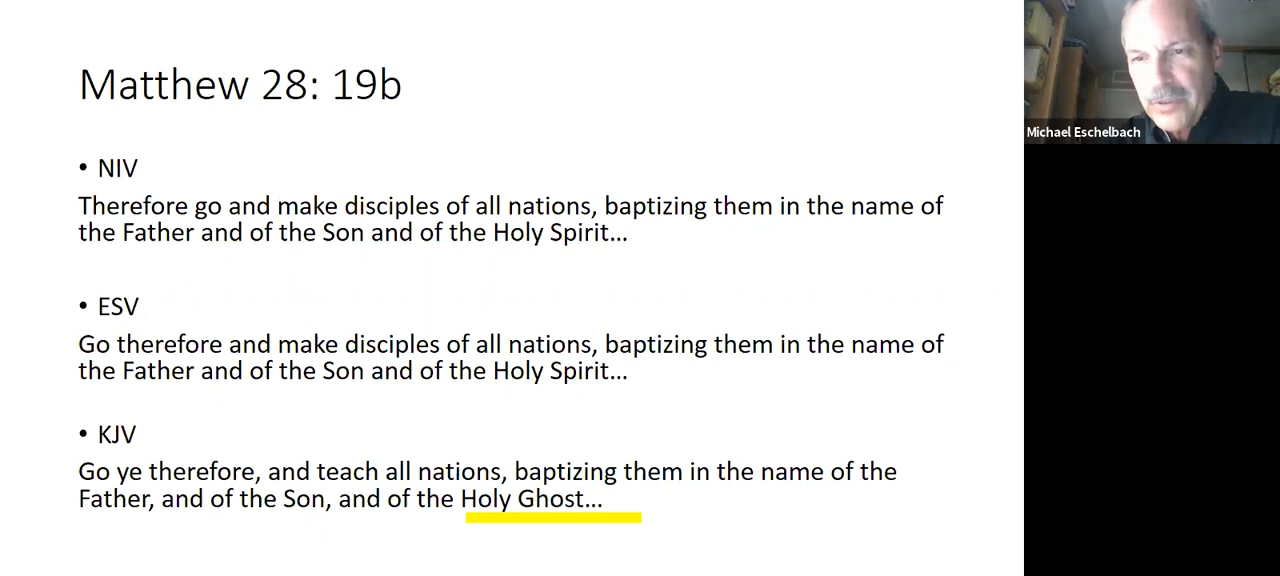 Matthew 28: 19b
• NIV
Therefore go and make disciples of all nations, baptizing them in the name of
the Father and of the Son and of the Holy Spirit...
• ESV
Go therefore and make disciples of all nations, baptizing them in the name of
the Father and of the Son and of the Holy Spirit...
• KJV
Go ye therefore, and teach all nations, baptizing them in the name of the
Father, and of the Son, and of the Holy Ghost...
Michael Eschelbach